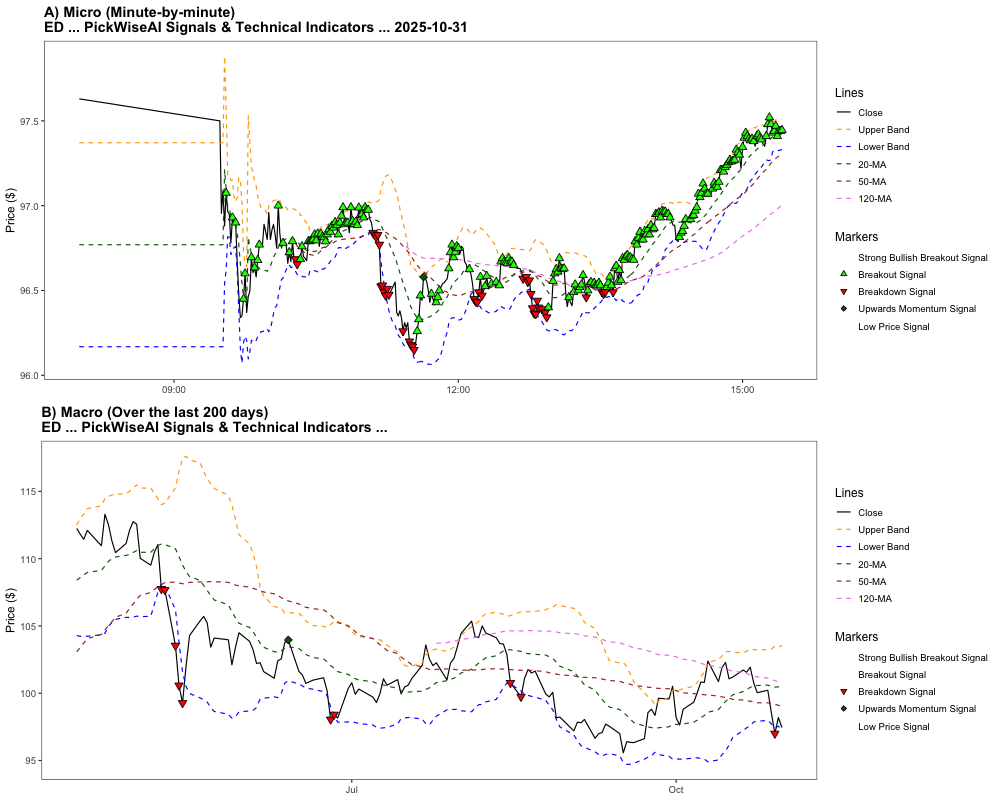 A) Micro (Minute-by-minute)
ED ... PickWiseAI Signals & Technical Indicators ... 2025-10-31
Price ($)
97.5
97.0
96.5
96.0
09:00
12:00
15:00
Lines
Close
Upper Band
Lower Band
20-MA
50-MA
120-MA
Markers
Strong Bullish Breakout Signal
Breakout Signal
Breakdown Signal
Upwards Momentum Signal
Low Price Signal
B) Macro (Over the last 200 days)
ED ... PickWiseAI Signals & Technical Indicators ...
Price ($)
115
110
105
100
95
Jul
Oct
Lines
Close
Upper Band
Lower Band
20-MA
50-MA
120-MA
Markers
Strong Bullish Breakout Signal
Breakout Signal
Breakdown Signal
Upwards Momentum Signal
Low Price Signal